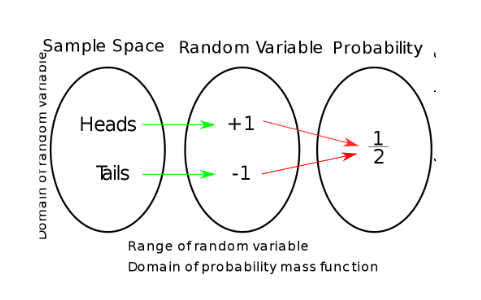 Sample Space Random Variable Probability
Domain of random variable
Heads +1
1
2
Tails -1
Range of random variable
Domain of probability mass function